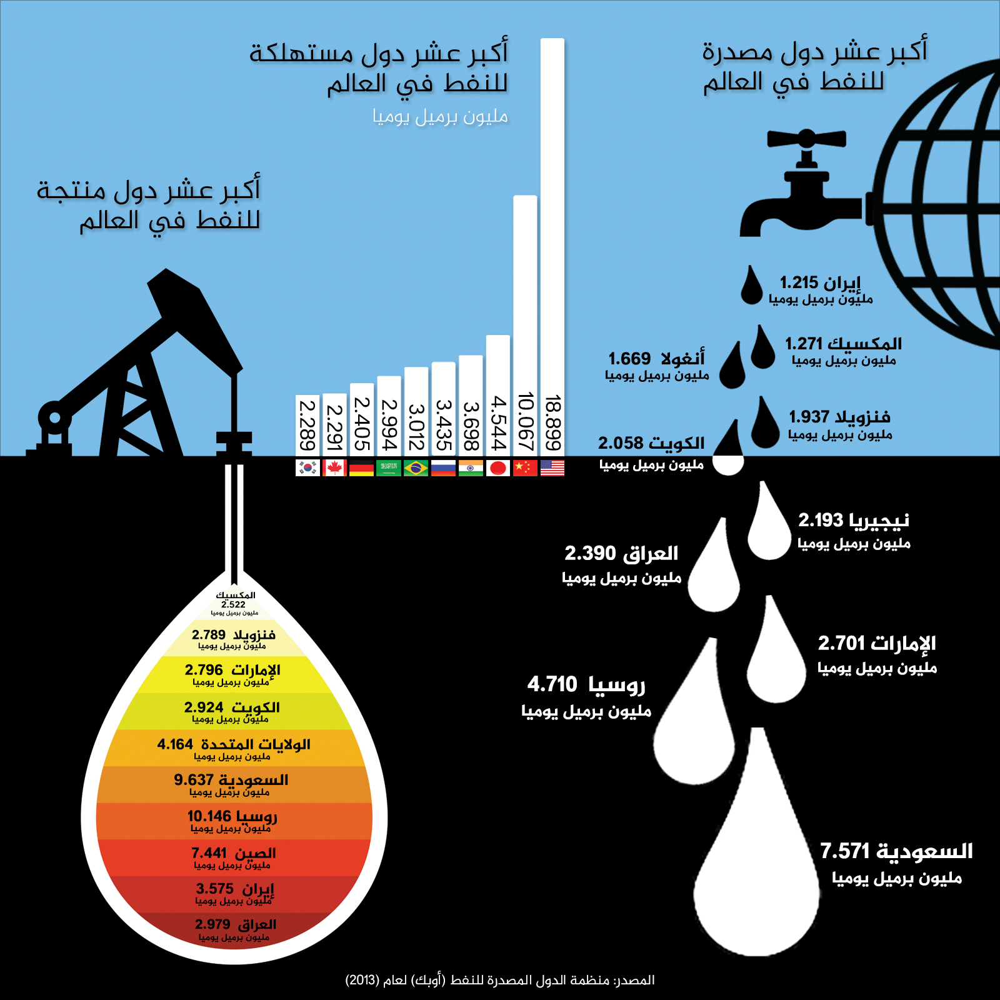 أكبر عشر دول مصدرة
للنفط في العالم
إيران 1.215
مليون برميل يوميا
المكسيك 1.271
مليون برميل يوميا
أنغولا 1.669
مليون برميل يوميا
فنزويلا 1.937
مليون برميل يوميا
الكويت 2.058
مليون برميل يوميا
نيجيريا 2.193
مليون برميل يوميا
العراق 2.390
مليون برميل يوميا
الإمارات 2.701
مليون برميل يوميا
روسيا 4.710
مليون برميل يوميا
السعودية 7.571
مليون برميل يوميا
أكبر عشر دول مستهلكة
للنفط في العالم
مليون برميل يوميا
18.899
10.067
4.544
3.698
3.435
3.012
2.994
2.405
2.291
2.289
أكبر عشر دول منتجة
للنفط في العالم
المكسيك
2.522
مليون برميل يوميا
فنزويلا 2.789
مليون برميل يوميا
الإمارات 2.796
مليون برميل يوميا
الكويت 2.924
مليون برميل يوميا
الولايات المتحدة 4.164
مليون برميل يوميا
السعودية 9.637
مليون برميل يوميا
روسيا 10.146
مليون برميل يوميا
الصين 7.441
مليون برميل يوميا
إيران 3.575
مليون برميل يوميا
العراق 2.979
مليون برميل يوميا
المصدر: منظمة الدول المصدرة للنفط (أوبك) لعام (2013)